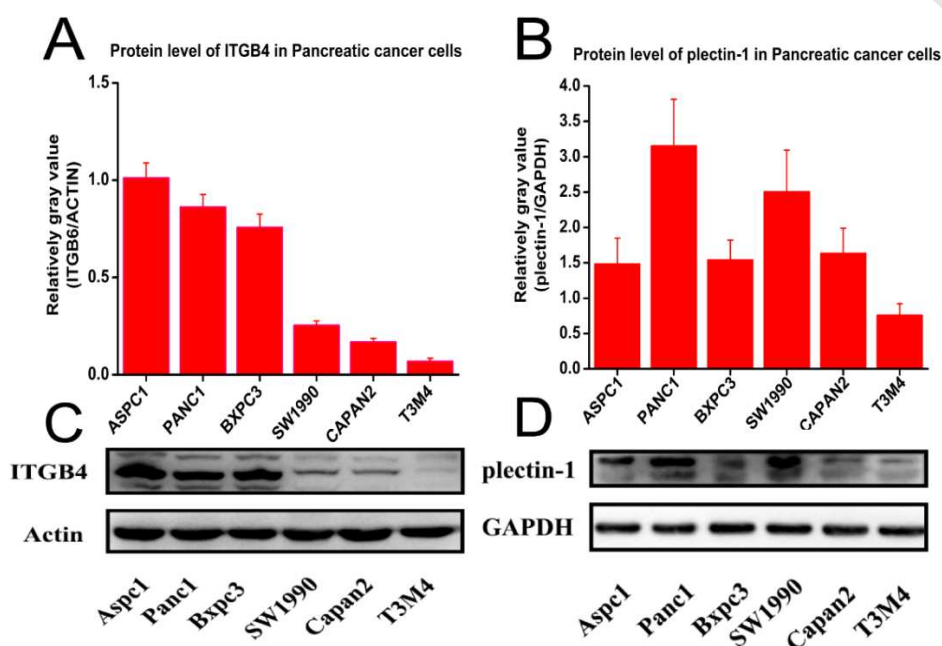 A
Protein level of ITGB4 in Pancreatic cancer cells
Relatively gray value
(ITGB6/ACTIN)
1.5
1.0
0.5
0.0
ASPC1
PANC1
BXPC3
SW1990
CAPAN2
T3M4
B
Protein level of plectin-1 in Pancreatic cancer cells
Relatively gray value
(plectin-1/GAPDH)
4.0
3.5
3.0
2.5
2.0
1.5
1.0
0.5
0.0
ASPC1
PANC1
BXPC3
SW1990
CAPAN2
T3M4
C
ITGB4
Actin
Aspc1
Panc1
Bxpc3
SW1990
Capan2
T3M4
D
plectin-1
GAPDH
Aspc1
Panc1
Bxpc3
SW1990
Capan2
T3M4